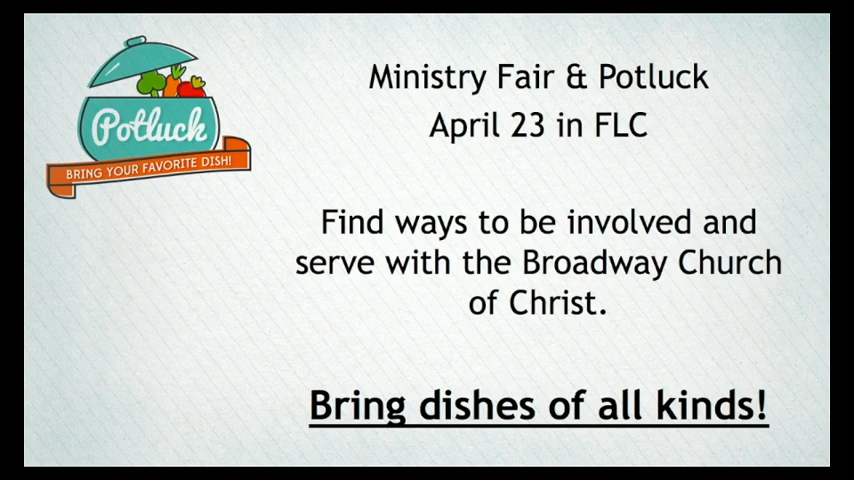 Potluck
BRING YOUR FAVORITE DISH!
Ministry Fair & Potluck
April 23 in FLC
Find ways to be involved and
serve with the Broadway Church
of Christ.
Bring dishes of all kinds!